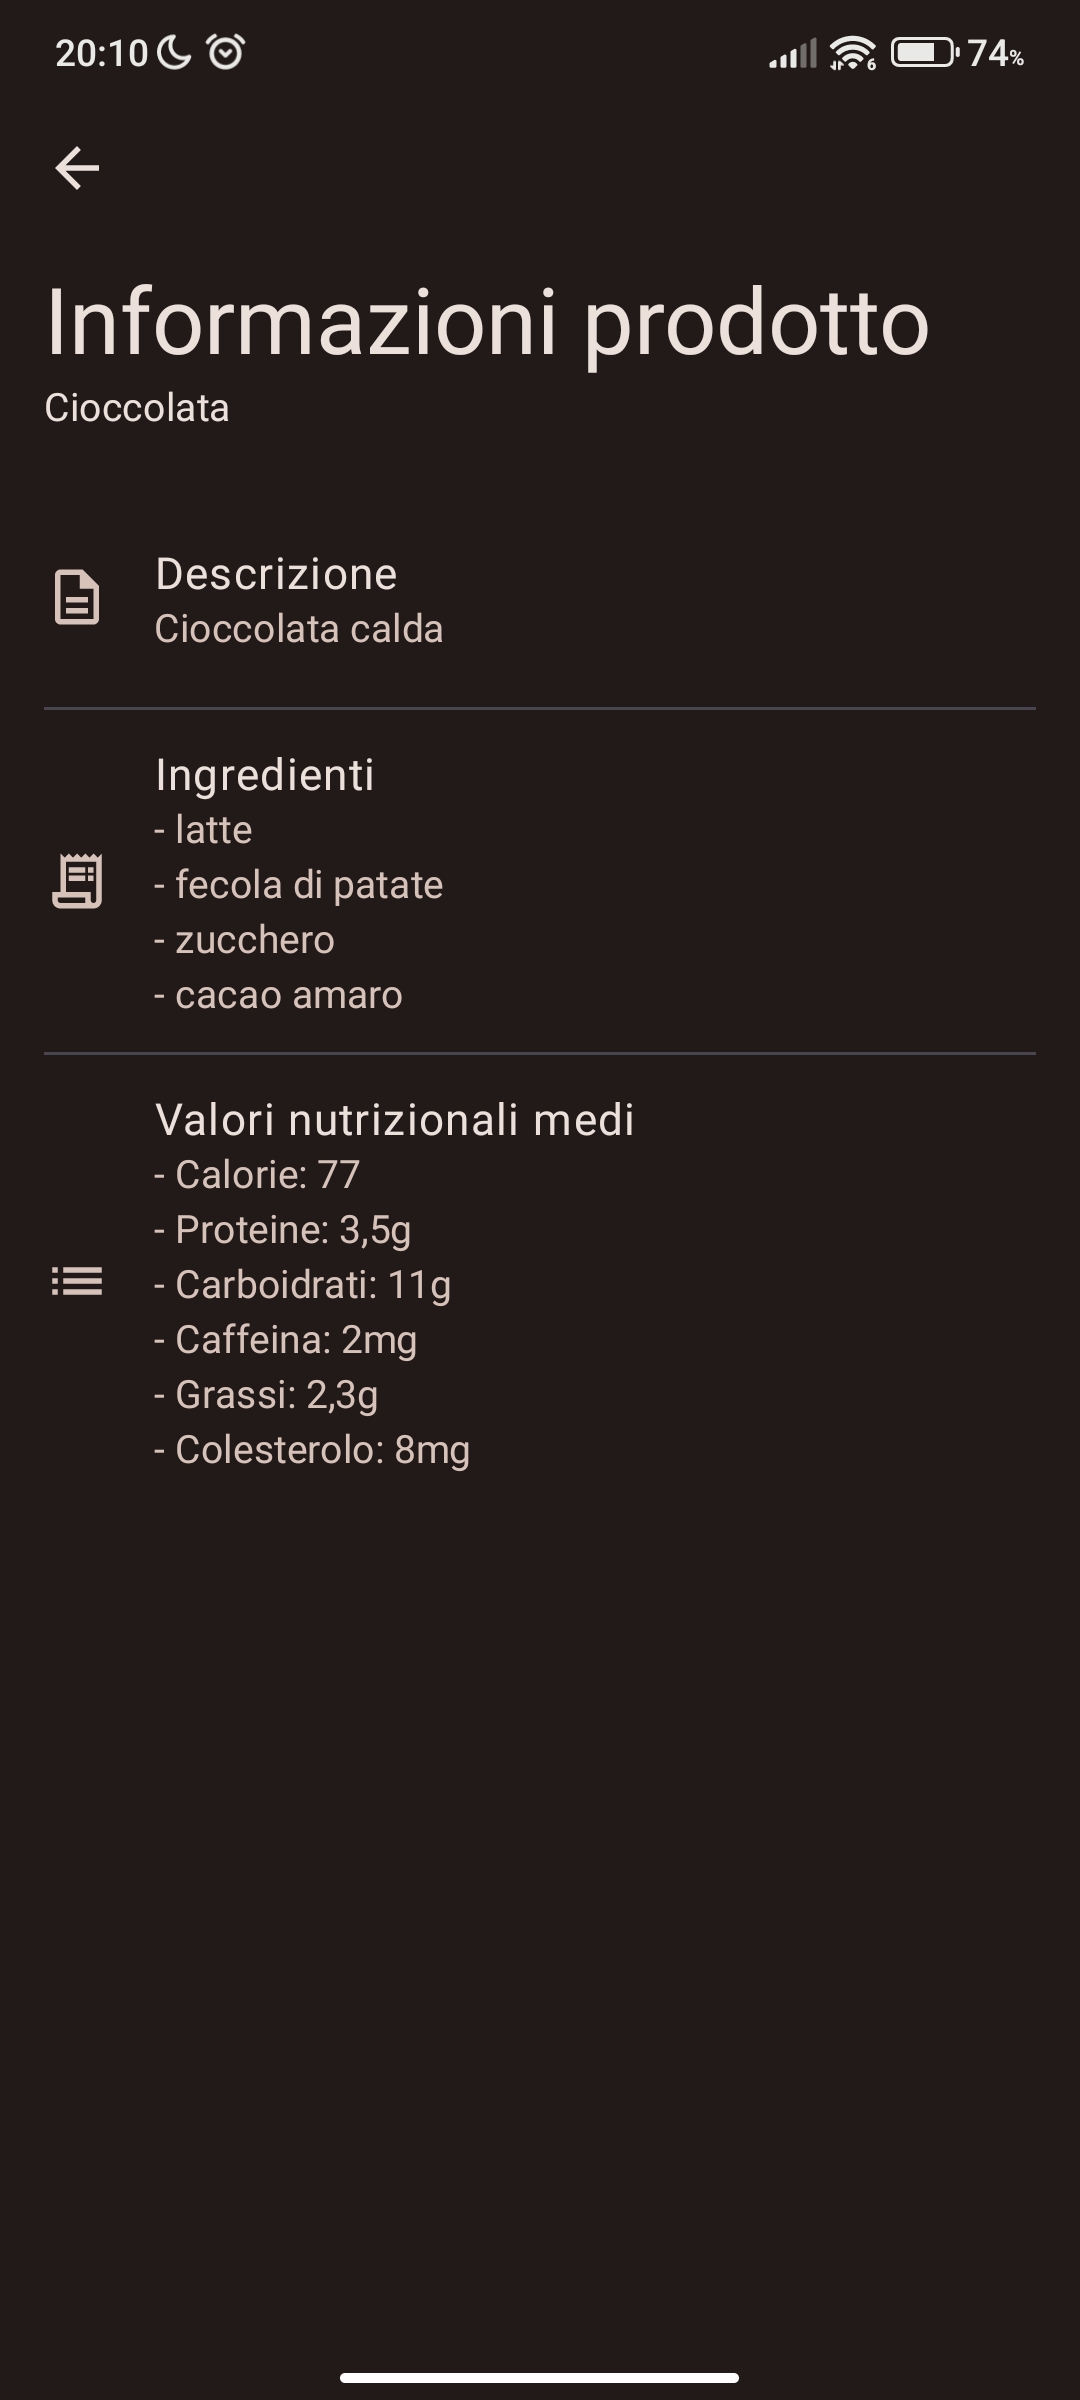 20:10 74%
Informazioni prodotto
Cioccolata
Descrizione
Cioccolata calda
Ingredienti
- latte
- fecola di patate
- zucchero
- cacao amaro
Valori nutrizionali medi
- Calorie: 77
- Proteine: 3,5g
- Carboidrati: 11g
- Caffeina: 2mg
- Grassi: 2,3g
- Colesterolo: 8mg